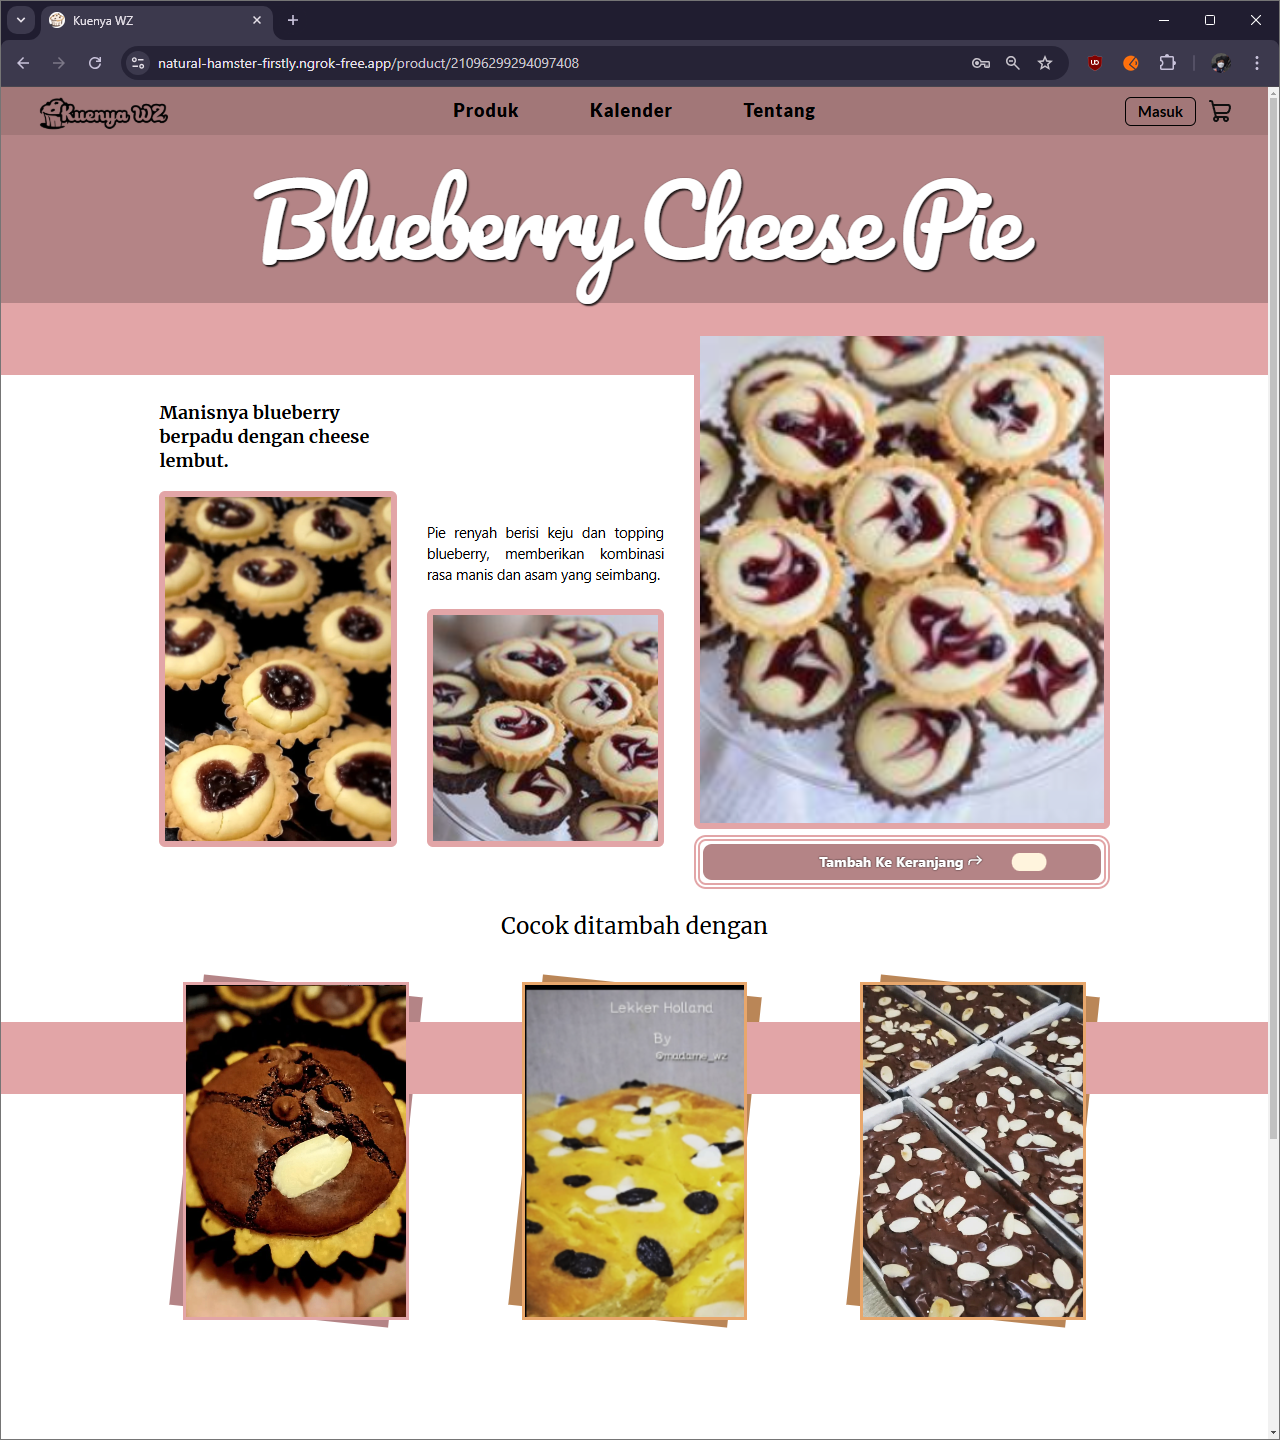 Kuenya WZ
natural-hamster-firstly.ngrok-free.app/product/21096299294097408
Kuenya WZ
Produk
Kalender
Tentang
Masuk
Blueberry Cheese Pie
Manisnya blueberry
berpadu dengan cheese
lembut.
Pie renyah berisi keju dan topping
blueberry, memberikan kombinasi
rasa manis dan asam yang seimbang.
Tambah Ke Keranjang
Cocok ditambah dengan
Lekker Holland
By
@madame_wz